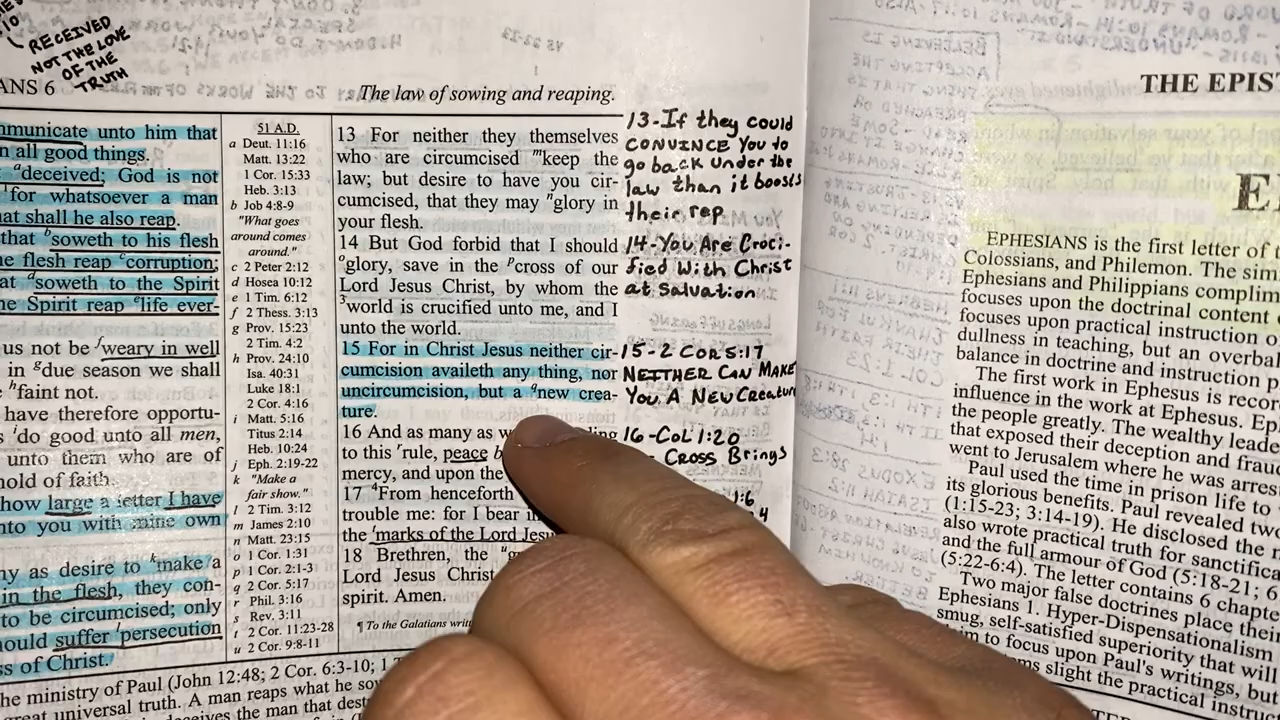 RECEIVED
NOT THE LOVE
OF THE
TRUTH
ANS 6
The law of sowing and reaping.
THE EPIS
municate unto him that
n all good things.
deceived; God is not
for whatsoever a man
at shall he also reap.
that b soweth to his flesh
e flesh reap c corruption;
at d soweth to the Spirit
he Spirit reap e life ever-
us not be f weary in well
in g due season we shall
h faint not.
have therefore opportu-
i do good unto all men,
unto them who are of
hold of faith.
how large a letter I have
nto you with mine own
ny as desire to k make a
in the flesh, they con-
to be circumcised; only
hould suffer l persecution
ss of Christ.
51 A.D.
a Deut. 11:16
Matt. 13:22
1 Cor. 15:33
Heb. 3:13
b Job 4:8-9
"What goes
around comes
around."
c 2 Peter 2:12
d Hosea 10:12
e 1 Tim. 6:12
f 2 Thess. 3:13
g Prov. 15:23
2 Tim. 4:2
h Prov. 24:10
Isa. 40:31
Luke 18:1
2 Cor. 4:16
i Matt. 5:16
Titus 2:14
Heb. 10:24
j Eph. 2:19-22
k "Make a
fair show."
l 2 Tim. 3:12
m James 2:10
n Matt. 23:15
o 1 Cor. 1:31
p 1 Cor. 2:1-3
q 2 Cor. 5:17
r Phil. 3:16
s Rev. 3:11
t 2 Cor. 11:23-28
u 2 Cor. 9:8-11
13 For neither they themselves
who are circumcised m keep the
law; but desire to have you cir-
cumcised, that they may n glory in
your flesh.
14 But God forbid that I should
o glory, save in the p cross of our
Lord Jesus Christ, by whom the
3 world is crucified unto me, and I
unto the world.
15 For in Christ Jesus neither cir-
cumcision availeth any thing, nor
uncircumcision, but a q new crea-
ture.
16 And as many as
to this r rule, peace
mercy, and upon the
17 4 From henceforth
trouble me: for I bear
the t marks of the Lord
18 Brethren, the
Lord Jesus Christ
spirit. Amen.
¶ To the Galatians
13-If they could
CONVINCE You to
go back under the
law than it boosts
their rep
14-You Are Croci-
fied With Christ
at Salvation
15-2 COR 5:17
NEITHER CAN MAKE
You A New Creature
16-Col 1:20
Cross Brings
1:6
he ministry of Paul (John 12:48; 2 Cor. 6:3-10; 1
great universal truth. A man reaps what he
deceives the man that
EPHESIANS is the first letter of
Colossians, and Philemon. The
Ephesians and Philippians
focuses upon the doctrinal content
focuses upon practical instruction
dullness in teaching, but an
balance in doctrine and instruction
The first work in Ephesus is
influence in the work at Ephesus.
the people greatly. The wealthy
that exposed their deception and
went to Jerusalem where he was
Paul used the time in prison life to
its glorious benefits. Paul revealed
(1:15-23; 3:14-19). He disclosed the
also wrote practical truth for
and the full armour of God (5:18-21; 6
(5:22-6:4). The letter contains 6
Two major false doctrines place their
Ephesians 1. Hyper-Dispensationalism
smug, self-satisfied superiority that will
to focus upon Paul's writings, but
slight the practical